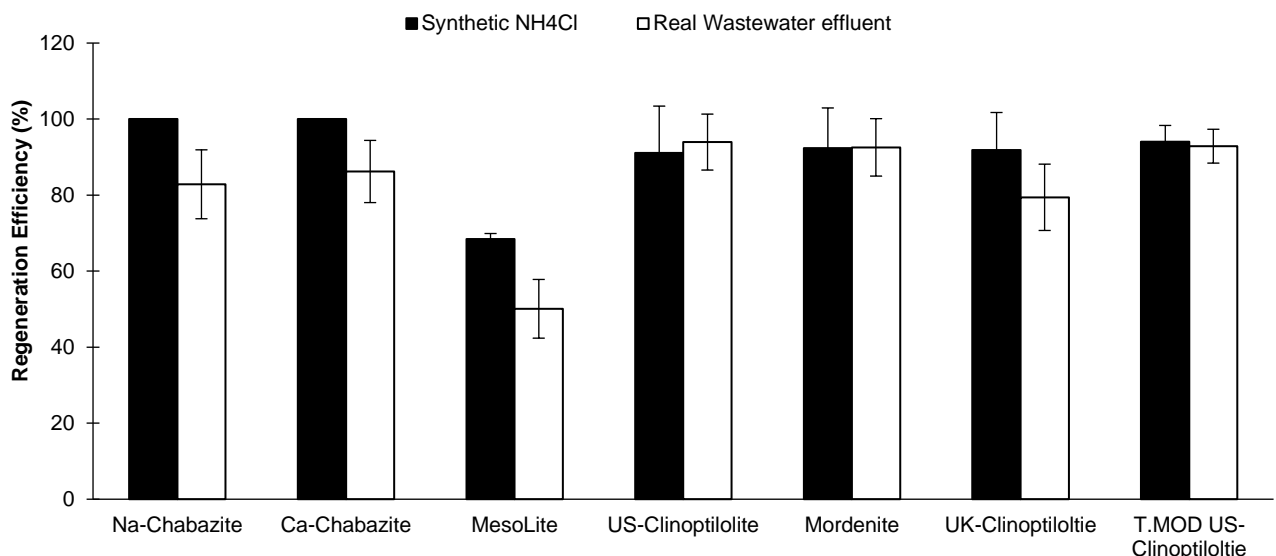 Synthetic NH4Cl
Real Wastewater effluent
Regeneration Efficiency (%)
120
100
80
60
40
20
0
Na-Chabazite
Ca-Chabazite
MesoLite
US-Clinoptilolite
Mordenite
UK-Clinoptiloltie
T.MOD US-
Clinoptiloltie